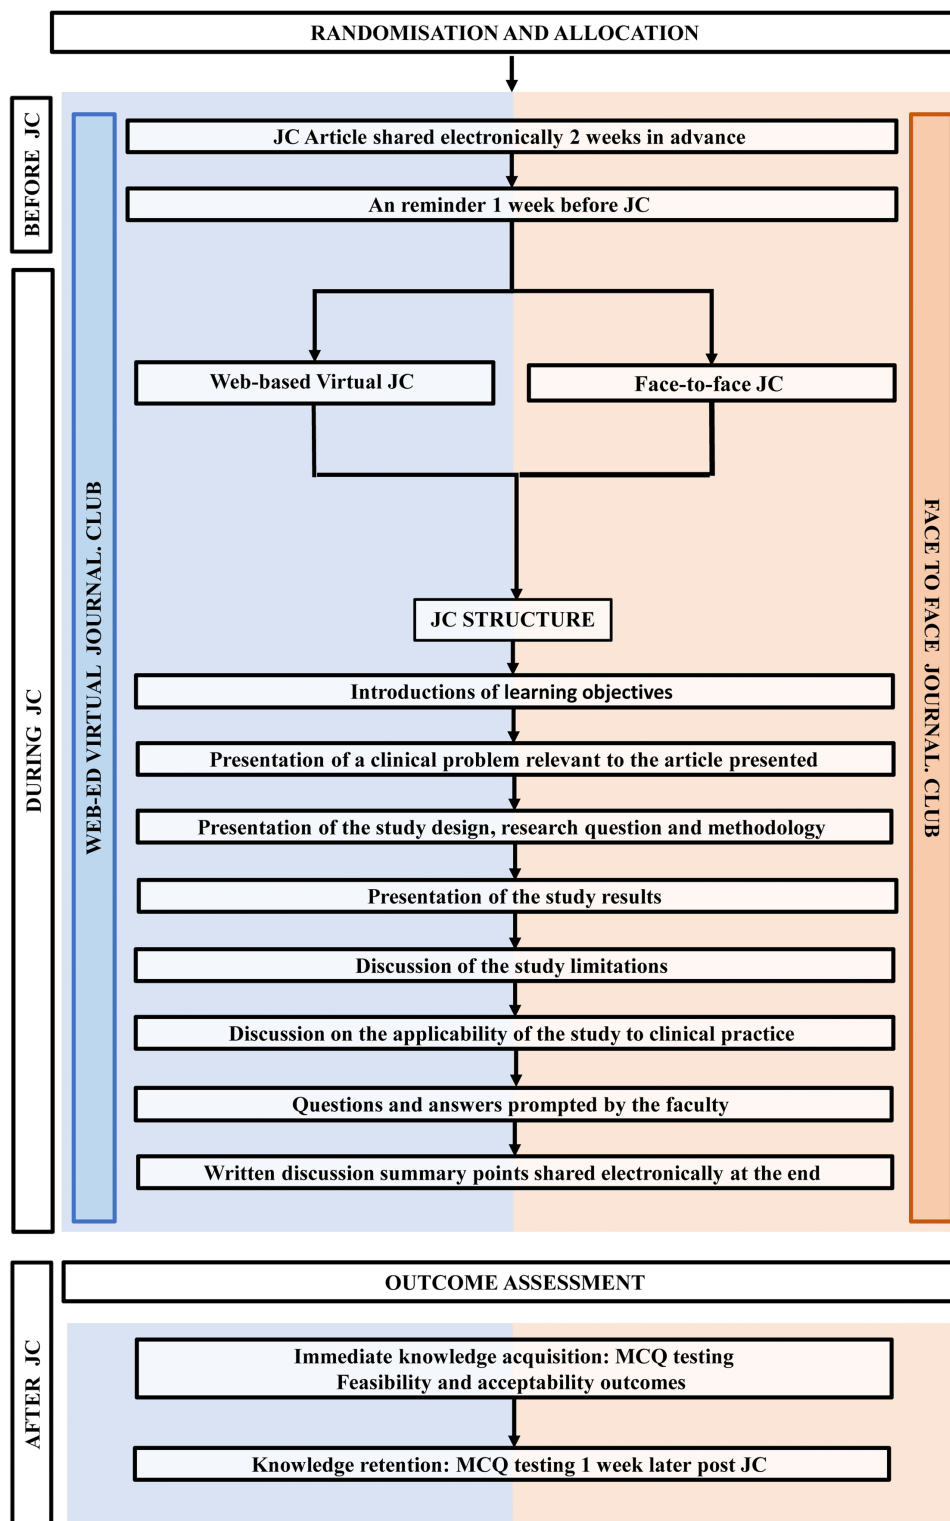 RANDOMISATION AND ALLOCATION
BEFORE JC
JC Article shared electronically 2 weeks in advance
An reminder 1 week before JC
DURING JC
WEB-ED VIRTUAL JOURNAL. CLUB
FACE TO FACE JOURNAL. CLUB
Web-based Virtual JC
Face-to-face JC
JC STRUCTURE
Introductions of learning objectives
Presentation of a clinical problem relevant to the article presented
Presentation of the study design, research question and methodology
Presentation of the study results
Discussion of the study limitations
Discussion on the applicability of the study to clinical practice
Questions and answers prompted by the faculty
Written discussion summary points shared electronically at the end
AFTER JC
OUTCOME ASSESSMENT
Immediate knowledge acquisition: MCQ testing
Feasibility and acceptability outcomes
Knowledge retention: MCQ testing 1 week later post JC